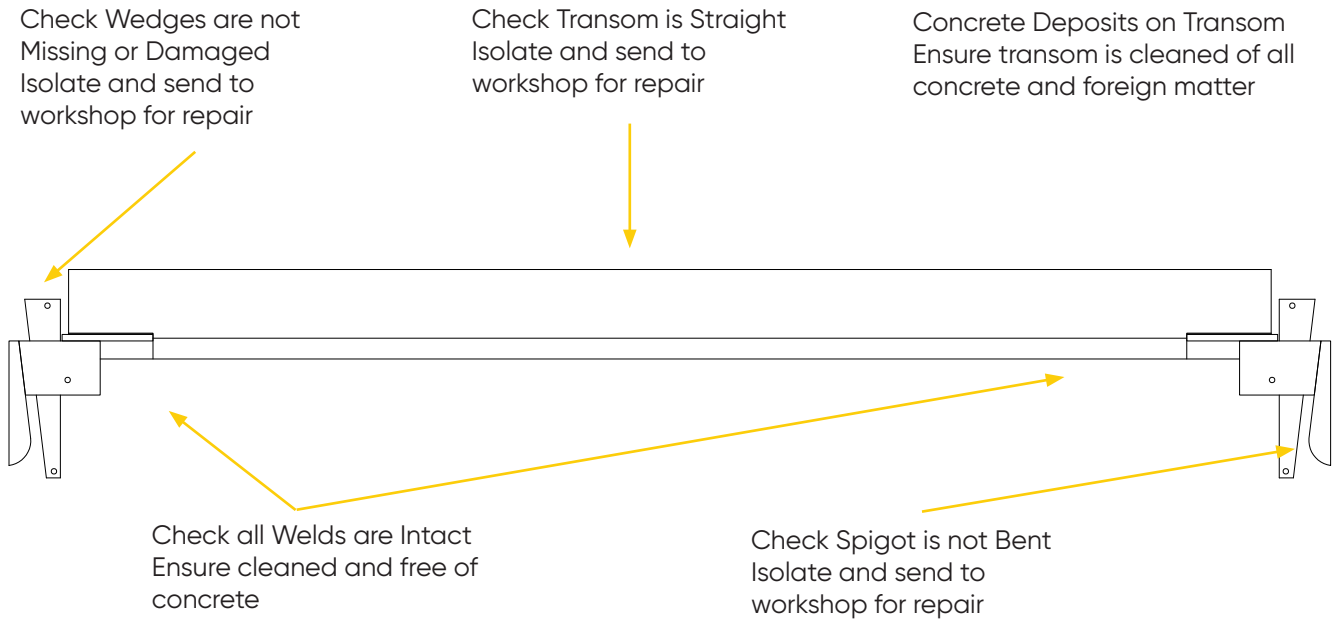 Check Wedges are not
Missing or Damaged
Isolate and send to
workshop for repair
Check Transom is Straight
Isolate and send to
workshop for repair
Concrete Deposits on Transom
Ensure transom is cleaned of all
concrete and foreign matter
Check all Welds are Intact
Ensure cleaned and free of
concrete
Check Spigot is not Bent
Isolate and send to
workshop for repair